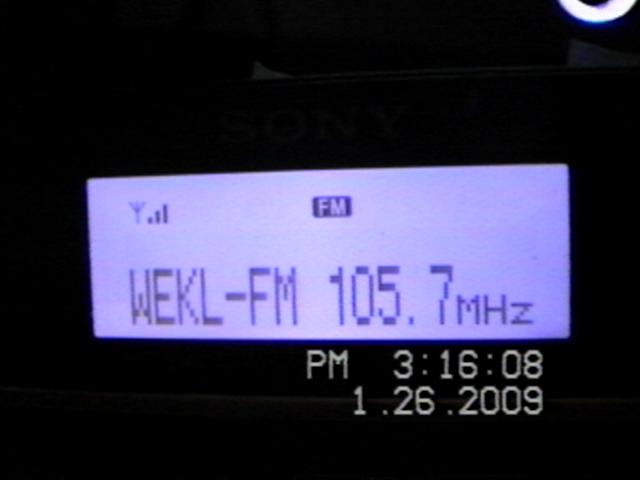 SONY
FM
WEKL-FM 105.7MHz
PM 3:16:08
1.26.2009